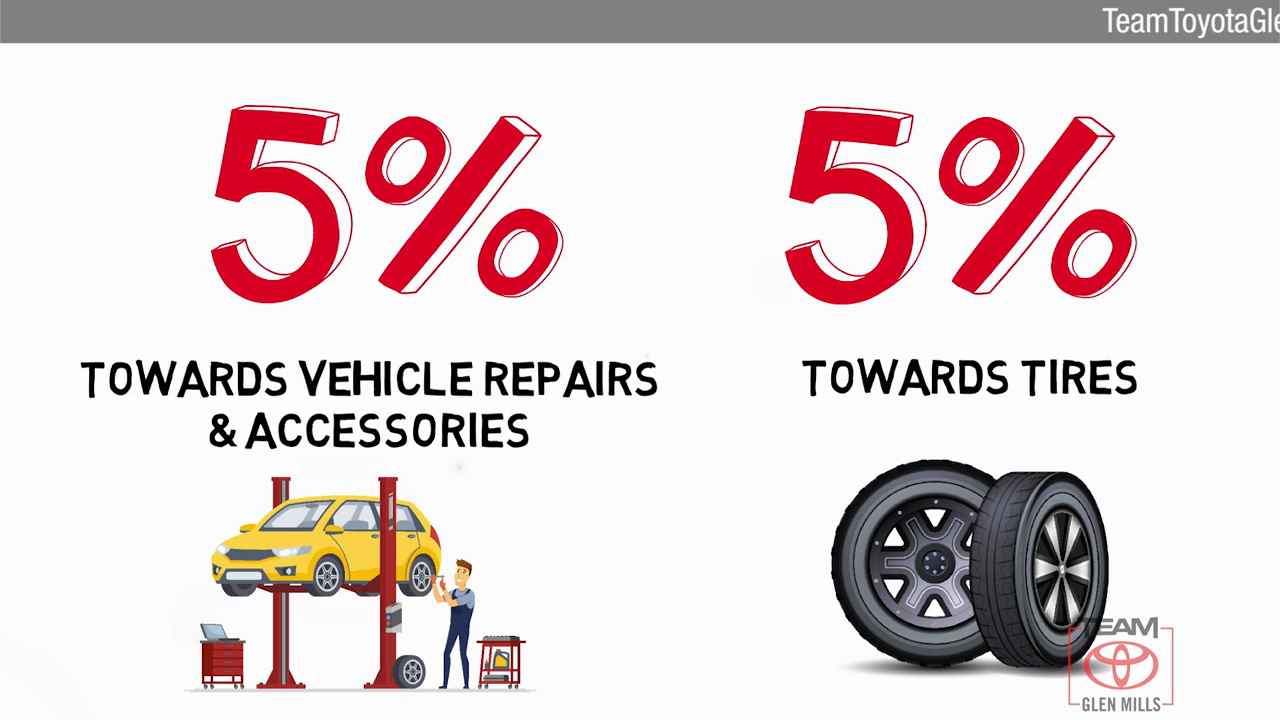 TeamToyotaGle
5%
TOWARDS VEHICLE REPAIRS
& ACCESSORIES
5%
TOWARDS TIRES
TEAM
GLEN MILLS